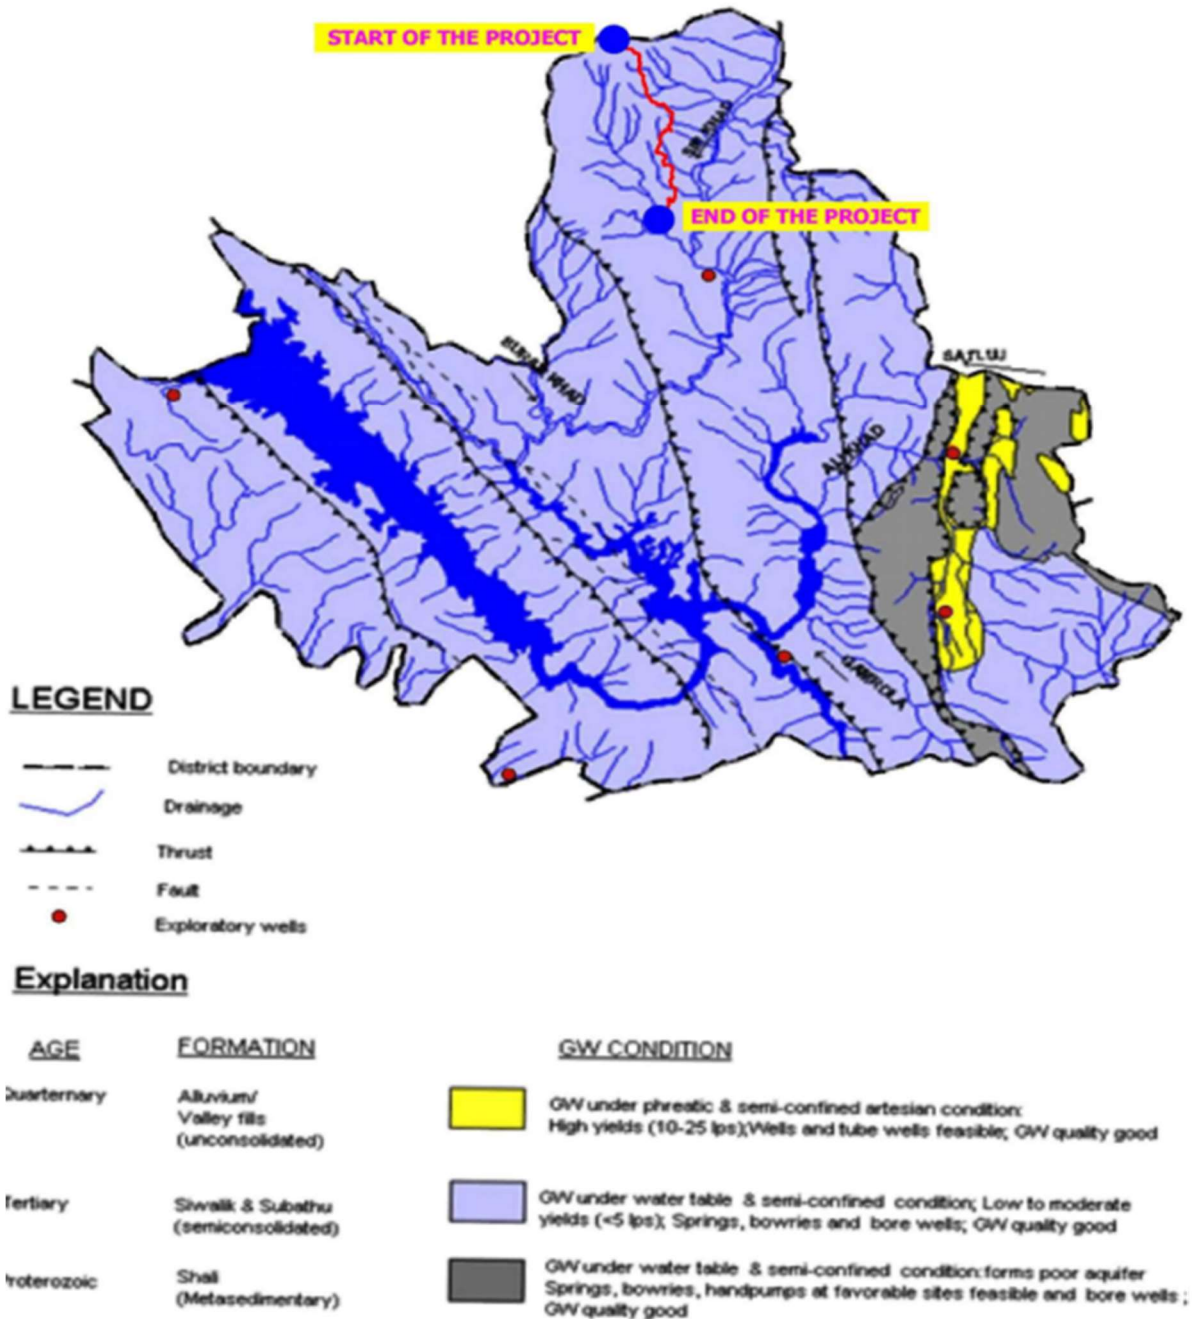 START OF THE PROJECT
END OF THE PROJECT
SATLUJ
LEGEND
District boundary
Drainage
Thrust
Fault
Exploratory wells
Explanation
AGE FORMATION GW CONDITION
Quarternary Alluvium/
Valley fills
(unconsolidated)
GW under phreatic & semi-confined artesian condition:
High yields (10-25 lps);Wells and tube wells feasible; GW quality good
Tertiary Siwalik & Subathu
(semiconsolidated)
GW under water table & semi-confined condition; Low to moderate
yields (<5 lps); Springs, bowries and bore wells; GW quality good
Proterozoic Shali
(Metasedimentary)
GW under water table & semi-confined condition:forms poor aquifer
Springs, bowries, handpumps at favorable sites feasible and bore wells ;
GW quality good